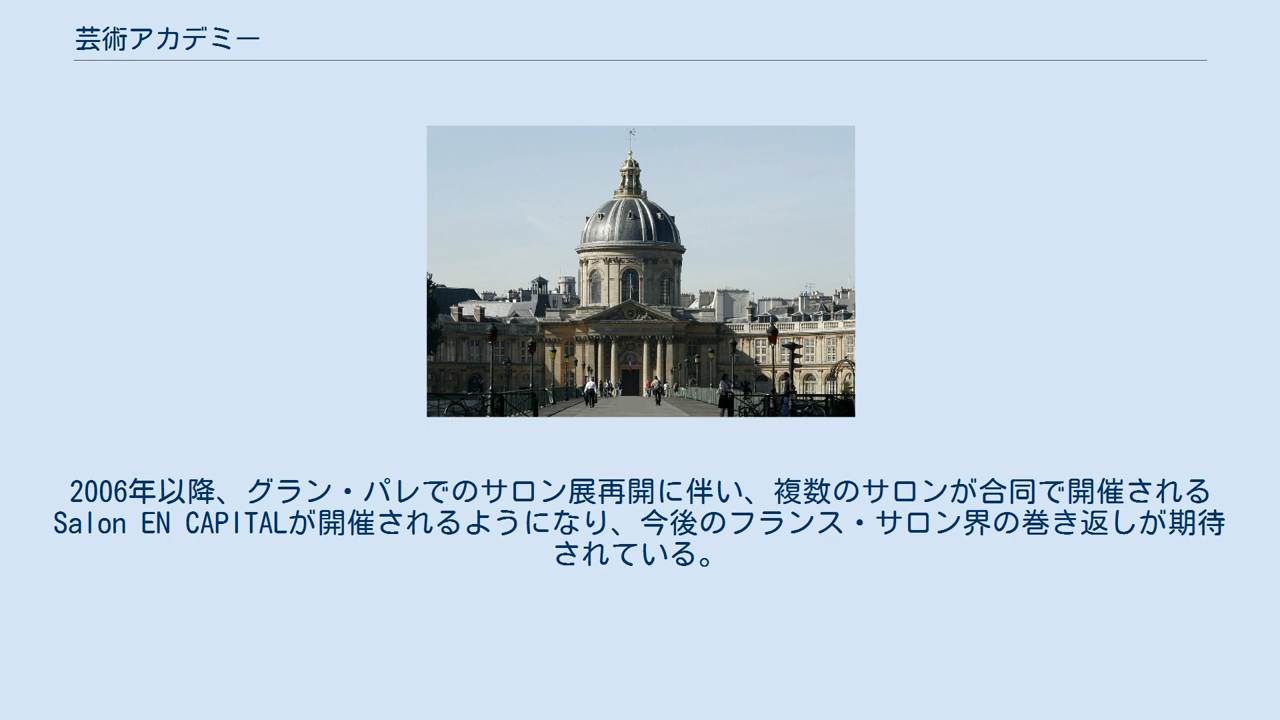 芸術アカデミー
2006年以降、グラン・パレでのサロン展再開に伴い、複数のサロンが合同で開催される
Salon EN CAPITALが開催されるようになり、今後のフランス・サロン界の巻き返しが期待
されている。